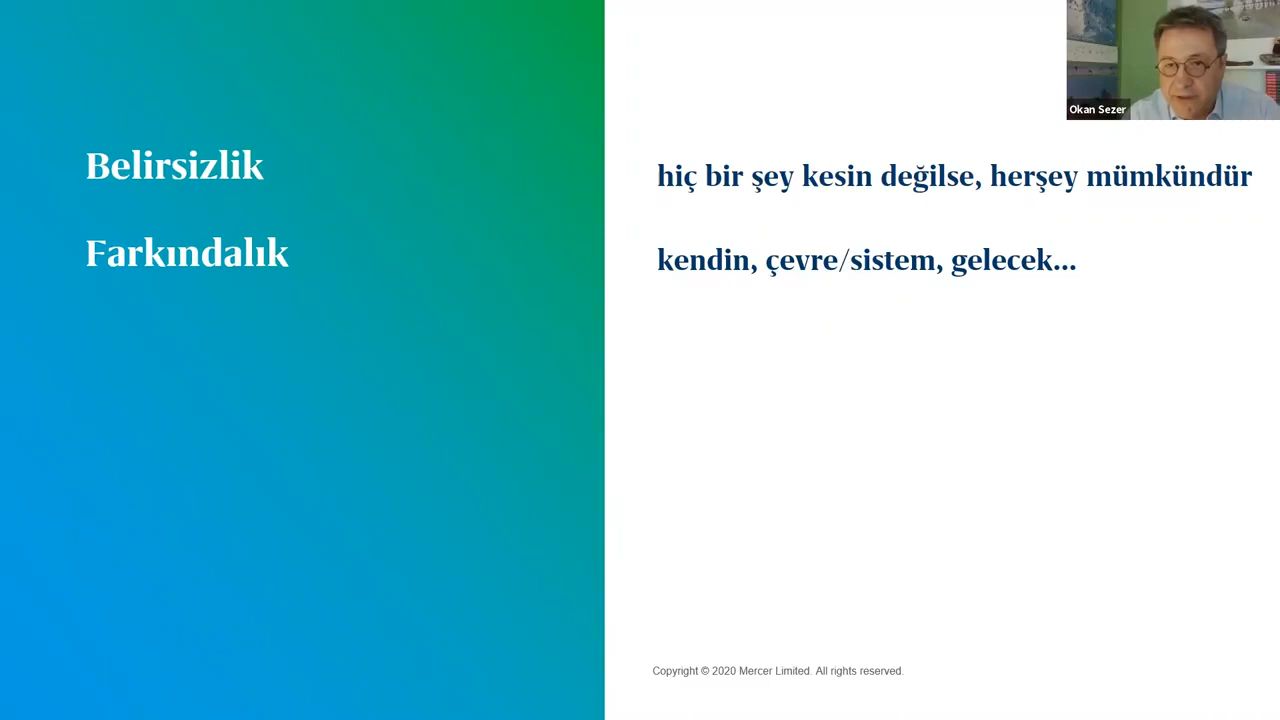 Okan Sezer
Belirsizlik
hiç bir şey kesin değilse, herşey mümkündür
Farkındalık
kendin, çevre/sistem, gelecek...
Copyright © 2020 Mercer Limited. All rights reserved.